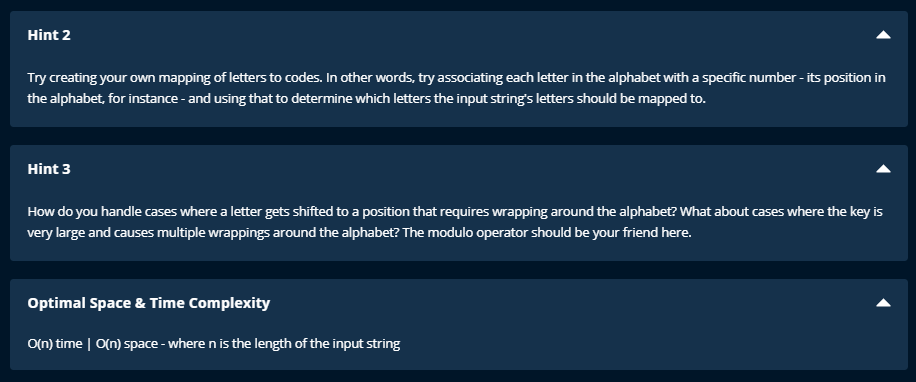 Hint 2
Try creating your own mapping of letters to codes. In other words, try associating each letter in the alphabet with a specific number - its position in
the alphabet, for instance - and using that to determine which letters the input string's letters should be mapped to.
Hint 3
How do you handle cases where a letter gets shifted to a position that requires wrapping around the alphabet? What about cases where the key is
very large and causes multiple wrappings around the alphabet? The modulo operator should be your friend here.
Optimal Space & Time Complexity
O(n) time | O(n) space - where n is the length of the input string